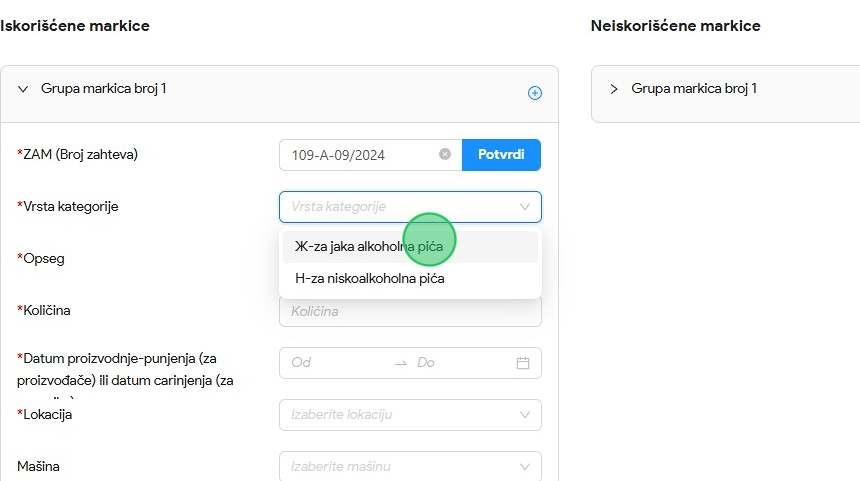 Iskorišćene markice
Neiskorišćene markice
Grupa markica broj 1
Grupa markica broj 1
*ZAM (Broj zahteva)
109-A-09/2024
Potvrdi
*Vrsta kategorije
Vrsta kategorije
Ж-za jaka alkoholna pića
*Opseg
H-za niskoalkoholna pića
*Količina
Količina
*Datum proizvodnje-punjenja (za
proizvođače) ili datum carinjenja (za
Od
Do
*Lokacija
Izaberite lokaciju
Mašina
Izaberite mašinu